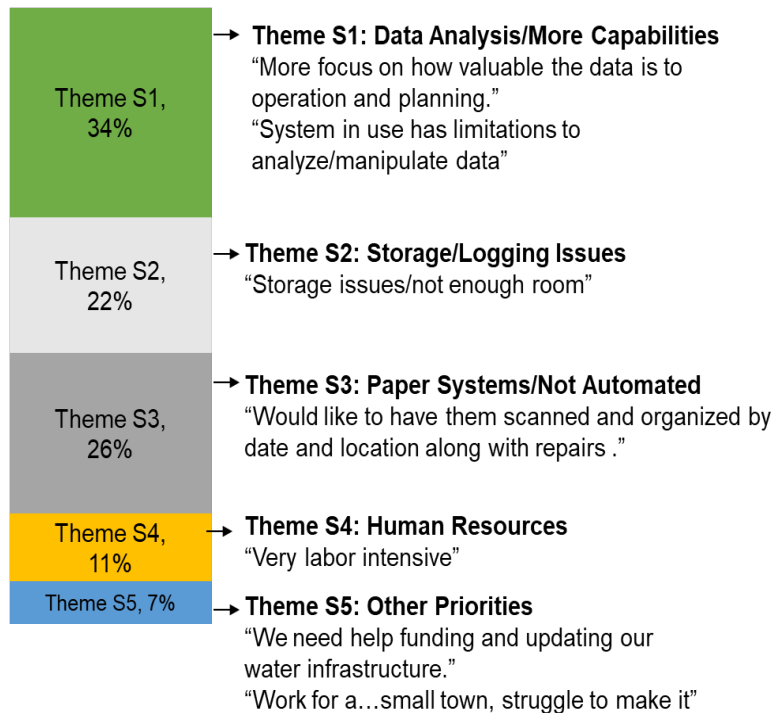 Theme S1,
34%
Theme S1: Data Analysis/More Capabilities
“More focus on how valuable the data is to
operation and planning.”
“System in use has limitations to
analyze/manipulate data”
Theme S2,
22%
Theme S2: Storage/Logging Issues
“Storage issues/not enough room”
Theme S3,
26%
Theme S3: Paper Systems/Not Automated
“Would like to have them scanned and organized by
date and location along with repairs .”
Theme S4,
11%
Theme S4: Human Resources
“Very labor intensive”
Theme S5, 7%
Theme S5: Other Priorities
“We need help funding and updating our
water infrastructure.”
“Work for a…small town, struggle to make it”